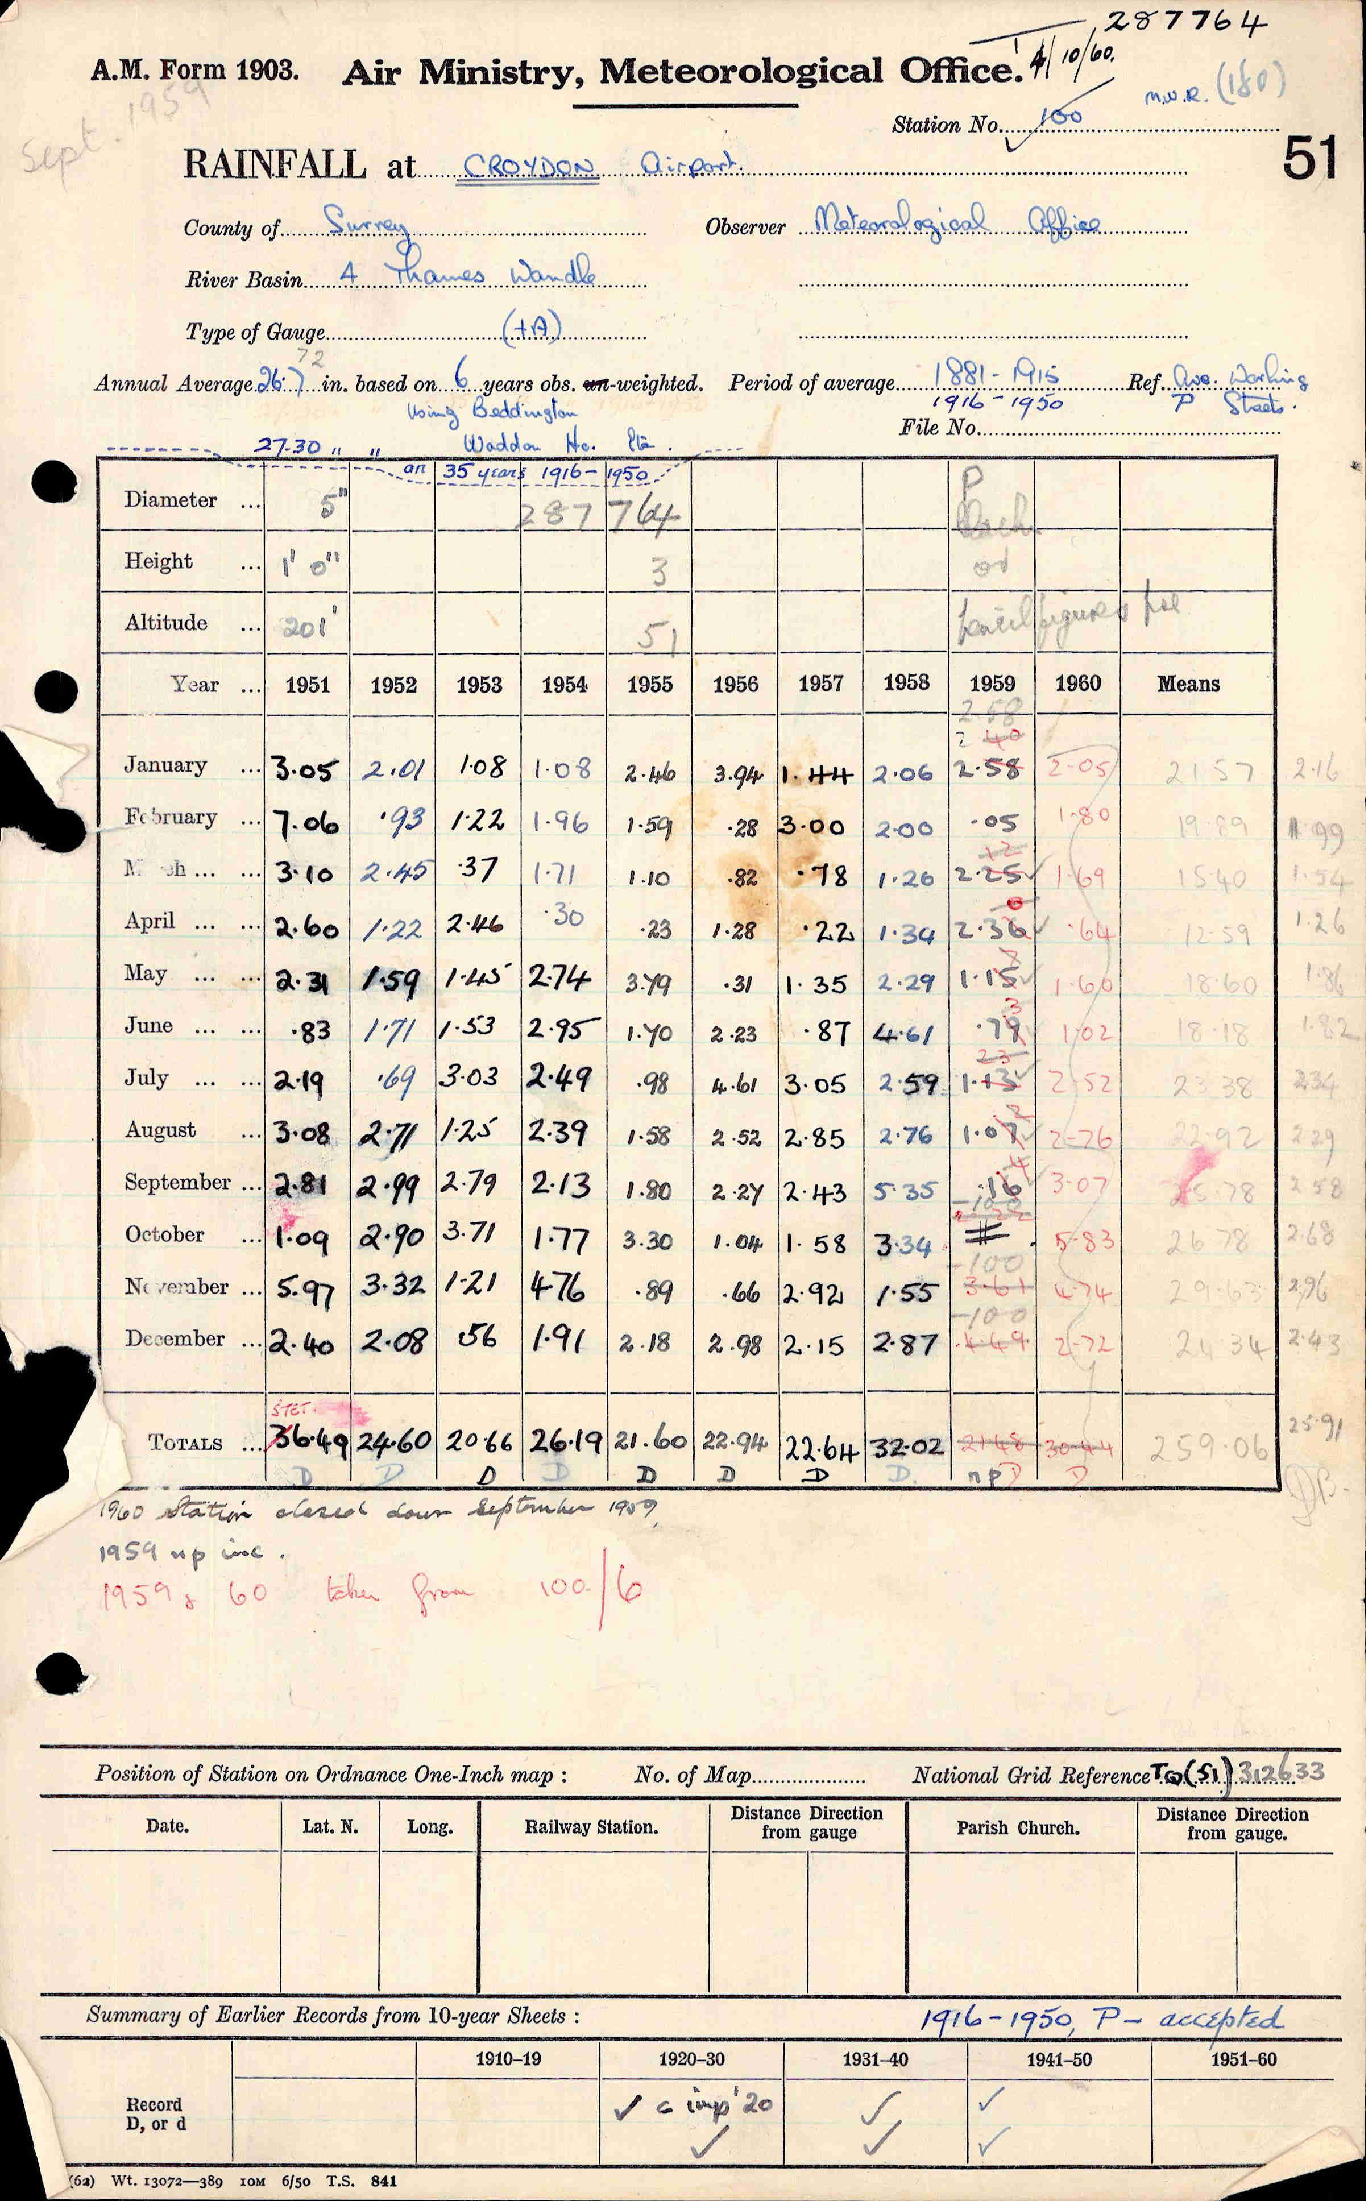 287764
A.M. Form 1903. Air Ministry, Meteorological Office. 4/10/60.
Sept. 1959
M.W.R. (180)
Station No. 100
51
RAINFALL at CROYDON Airport.
County of Surrey Observer Meteorological Office
River Basin 4 Thames Wandle
Type of Gauge (+A)
72
Annual Average 26.7 in. based on 6 years obs. un-weighted. Period of average 1881-1915 Ref. Ave. Working
Using Beddington 1916-1950 P Sheets.
File No.
27.30 " " Waddon Ho. Etc.
on 35 years 1916-1950
Diameter ... 5" 287 764 P
Height ... 1' 0" 3
Altitude ... 201' 51 pencil figures
Year ... 1951 1952 1953 1954 1955 1956 1957 1958 1959 1960 Means
2.58
2.40
January ... 3.05 2.01 1.08 1.08 2.46 3.94 1.44 2.06 2.58 2.05 21.57 2.16
February ... 7.06 .93 1.22 1.96 1.59 .28 3.00 2.00 .05 1.80 19.89 1.99
12
March ... ... 3.10 2.45 .37 1.71 1.10 .82 .78 1.26 2.25 1.69 15.40 1.54
0
April ... ... 2.60 1.22 2.46 .30 .23 1.28 .22 1.34 2.36 .64 12.59 1.26
8
May ... ... 2.31 1.59 1.45 2.74 3.79 .31 1.35 2.29 1.15 1.60 18.60 1.86
3
June ... ... .83 1.71 1.53 2.95 1.70 2.23 .87 4.61 .79 1.02 18.18 1.82
23
July ... ... 2.19 .69 3.03 2.49 .98 4.61 3.05 2.59 1.13 2.52 23.38 2.34
2
August ... 3.08 2.71 1.25 2.39 1.58 2.52 2.85 2.76 1.07 2.76 22.92 2.29
4
September ... 2.81 2.99 2.79 2.13 1.80 2.27 2.43 5.35 .16 3.07 25.78 2.58
-100
October ... 1.09 2.90 3.71 1.77 3.30 1.04 1.58 3.34 5.83 26.78 2.68
-100
November ... 5.97 3.32 1.21 4.76 .89 .66 2.92 1.55 3.61 4.74 29.63 2.96
-100
December ... 2.40 2.08 .56 1.91 2.18 2.98 2.15 2.87 4.49 2.72 24.34 2.43
STET.
TOTALS ... 36.49 24.60 20.66 26.19 21.60 22.94 22.64 32.02 21.48 30.44 259.06 25.91
D D D D D D D D. np D D
1960 Station closed down September 1959,
1959 np inc.
1959 & 60 taken from 100/6
Position of Station on Ordnance One-Inch map : No. of Map National Grid Reference TQ(51) 312633
Date. Lat. N. Long. Railway Station. Distance Direction from gauge Parish Church. Distance Direction from gauge.
Summary of Earlier Records from 10-year Sheets : 1916-1950, P - accepted
1910–19 1920–30 1931–40 1941–50 1951–60
Record ✓ c inp '20 ✓ ✓
D, or d ✓ ✓ ✓
(62) Wt. 13072—389 10M 6/50 T.S. 841